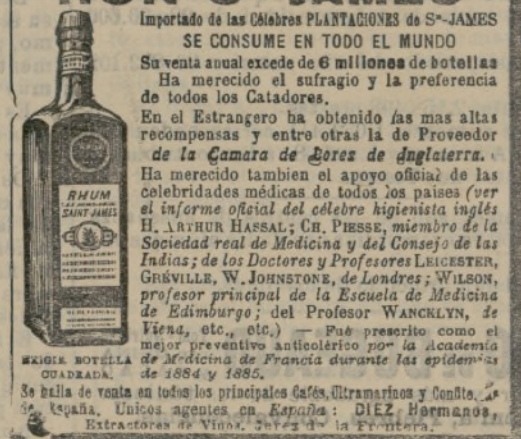 Importado de las Célebres PLANTACIONES de Sⁿ-JAMES
SE CONSUME EN TODO EL MUNDO
Su venta anual excede de 6 millones de botellas
Ha merecido el sufragio y la preferencia
de todos los Catadores.
En el Estrangero ha obtenido las mas altas
recompensas y entre otras la de Proveedor
de la Camara de Lores de Inglaterra.
Ha merecido tambien el apoyo oficial de las
celebridades médicas de todos los paises (ver
el informe oficial del célebre higienista inglés
H. ARTHUR HASSAL; CH. PIESSE, miembro de la
Sociedad real de Medicina y del Consejo de las
Indias; de los Doctores y Profesores LEICESTER,
GRÉVILLE, W. JOHNSTONE, de Londres; WILSON,
profesor principal de la Escuela de Medicina
de Edimburgo; del Profesor WANCKLYN, de
Viena, etc., etc.) — Fué prescrito como el
mejor preventivo anticolérico por la Academia
de Medicina de Francia durante las epidemias
de 1884 y 1885.
RHUM
SAINT-JAMES
EXIGIR BOTELLA
CUADRADA.
Se halla de venta en todos los principales Cafés, Ultramarinos y Confite.
de España. Unicos agentes en España: DIEZ Hermanos,
Extractores de Vinos, Jerez de la Frontera.